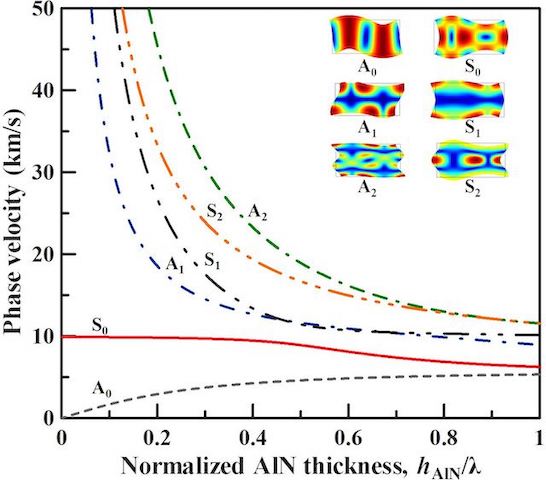 50
40
30
20
10
0
Phase velocity (km/s)
A₀
S₀
A₁
S₁
A₂
S₂
S₂
A₂
S₁
A₁
S₀
A₀
0
0.2
0.4
0.6
0.8
1
Normalized AlN thickness, hAlN/λ